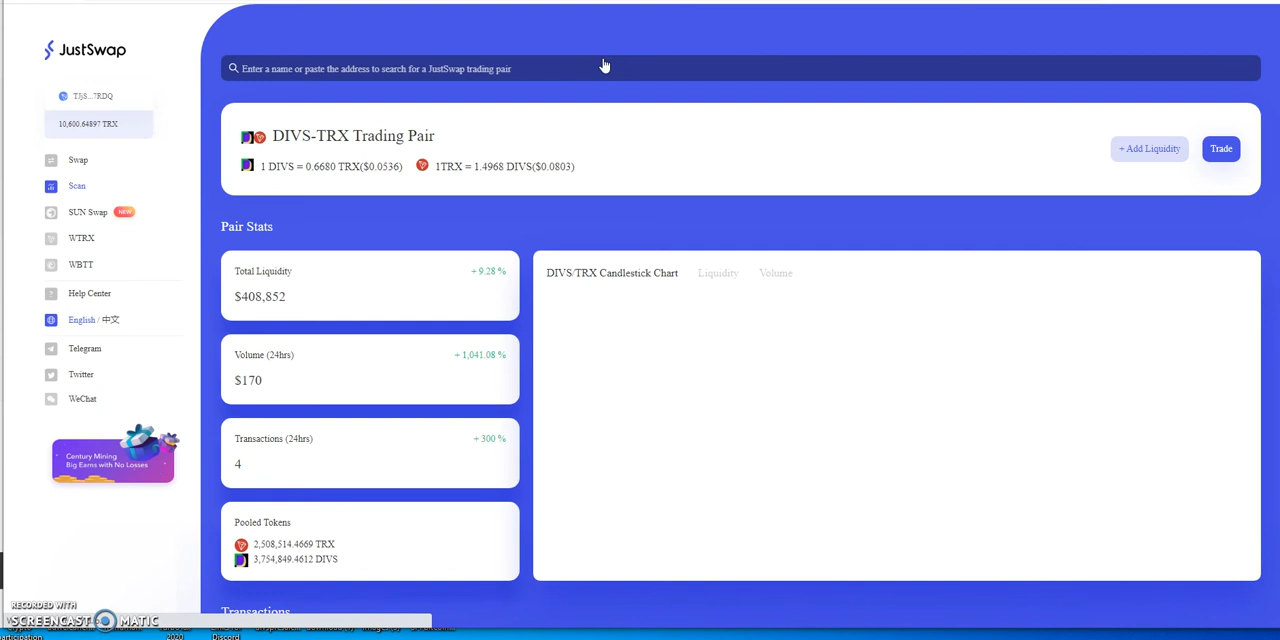 JustSwap
TJjS...7RDQ
10,600.64897 TRX
Swap
Scan
SUN Swap NEW
WTRX
WBTT
Help Center
English / 中文
Telegram
Twitter
WeChat
Century Mining
Big Earns with No Losses
Enter a name or paste the address to search for a JustSwap trading pair
DIVS-TRX Trading Pair
1 DIVS = 0.6680 TRX($0.0536) 1TRX = 1.4968 DIVS($0.0803)
+ Add Liquidity
Trade
Pair Stats
Total Liquidity + 9.28 %
$408,852
Volume (24hrs) + 1,041.08 %
$170
Transactions (24hrs) + 300 %
4
Pooled Tokens
2,508,514.4669 TRX
3,754,849.4612 DIVS
DIVS/TRX Candlestick Chart Liquidity Volume
Transactions
RECORDED WITH
SCREENCAST MATIC
2020
Discord